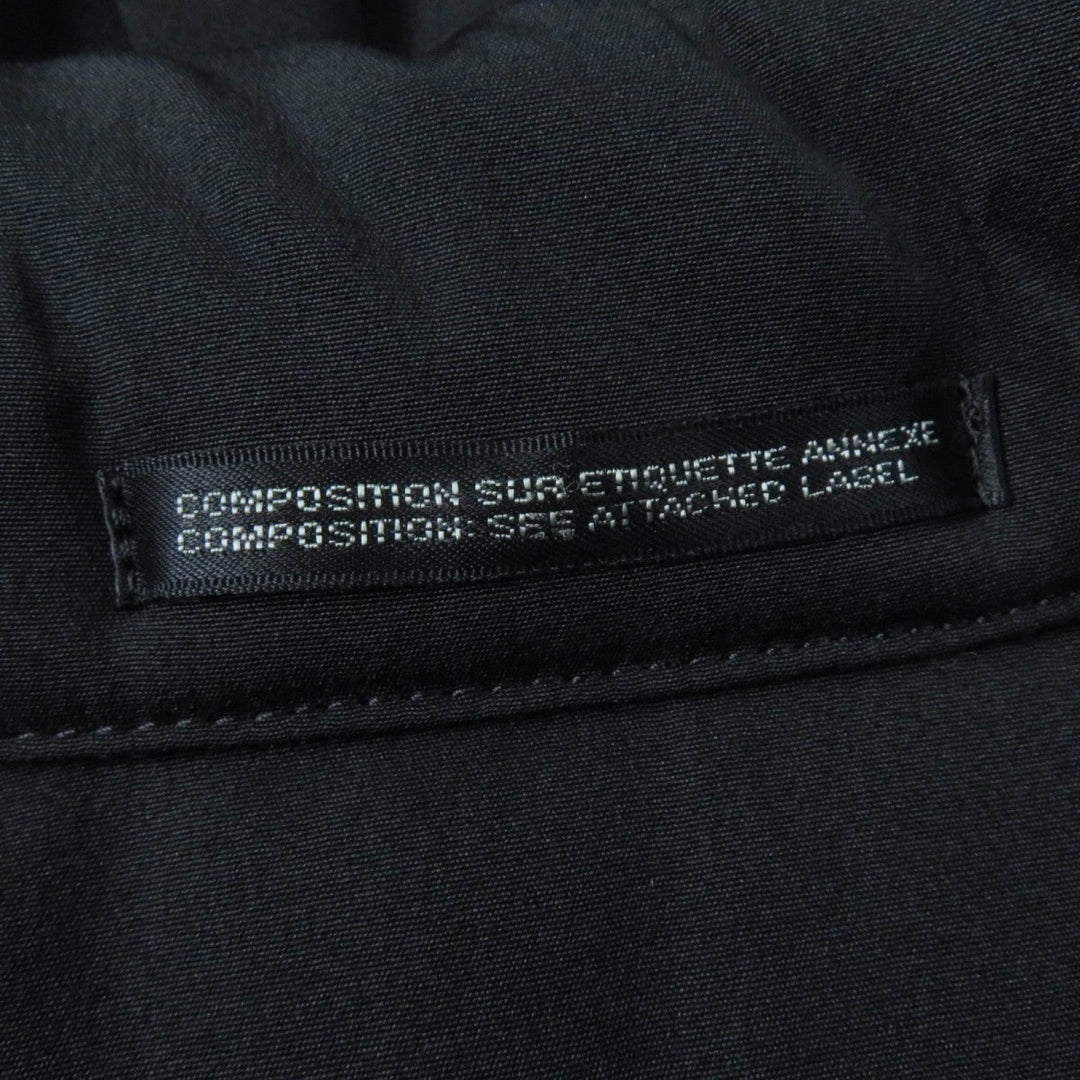 COMPOSITION SUR ETIQUETTE ANNEXE
COMPOSITION: SEE ATTACHED LABEL